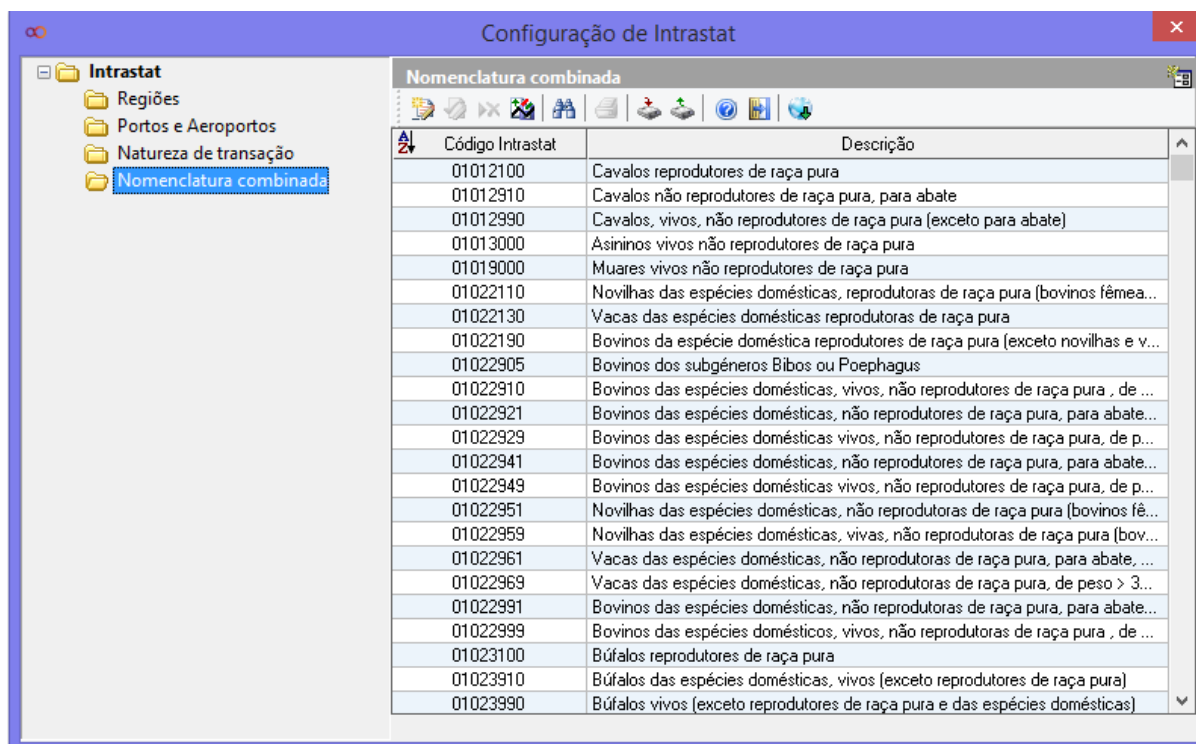 Configuração de Intrastat
Intrastat
Regiões
Portos e Aeroportos
Natureza de transação
Nomenclatura combinada
Nomenclatura combinada
Código Intrastat Descrição
01012100 Cavalos reprodutores de raça pura
01012910 Cavalos não reprodutores de raça pura, para abate
01012990 Cavalos, vivos, não reprodutores de raça pura (exceto para abate)
01013000 Asininos vivos não reprodutores de raça pura
01019000 Muares vivos não reprodutores de raça pura
01022110 Novilhas das espécies domésticas, reprodutoras de raça pura (bovinos fêmea...
01022130 Vacas das espécies domésticas reprodutoras de raça pura
01022190 Bovinos da espécie doméstica reprodutores de raça pura (exceto novilhas e v...
01022905 Bovinos dos subgéneros Bibos ou Poephagus
01022910 Bovinos das espécies domésticas, vivos, não reprodutores de raça pura , de ...
01022921 Bovinos das espécies domésticas, não reprodutores de raça pura, para abate...
01022929 Bovinos das espécies domésticas vivos, não reprodutores de raça pura, de p...
01022941 Bovinos das espécies domésticas, não reprodutores de raça pura, para abate...
01022949 Bovinos das espécies domésticas vivos, não reprodutores de raça pura, de p...
01022951 Novilhas das espécies domésticas, não reprodutoras de raça pura (bovinos fê...
01022959 Novilhas das espécies domésticas, vivas, não reprodutoras de raça pura (bov...
01022961 Vacas das espécies domésticas, não reprodutoras de raça pura, para abate, ...
01022969 Vacas das espécies domésticas, não reprodutoras de raça pura, de peso > 3...
01022991 Bovinos das espécies domésticas, não reprodutoras de raça pura, para abate...
01022999 Bovinos das espécies domésticos, vivos, não reprodutoras de raça pura , de ...
01023100 Búfalos reprodutores de raça pura
01023910 Búfalos das espécies domésticas, vivos (exceto reprodutores de raça pura)
01023990 Búfalos vivos (exceto reprodutores de raça pura e das espécies domésticas)